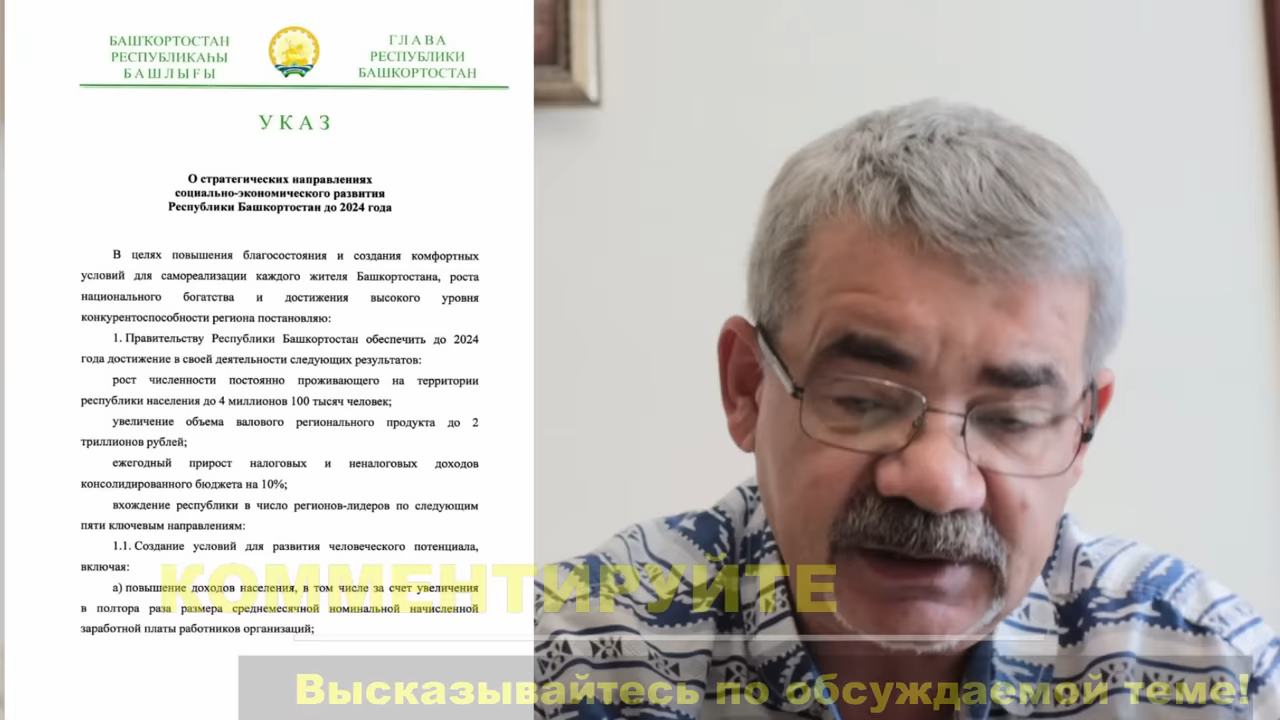 БАШҠОРТОСТАН
РЕСПУБЛИКАҺЫ
БАШЛЫҒЫ
ГЛАВА
РЕСПУБЛИКИ
БАШКОРТОСТАН
УКАЗ
О стратегических направлениях
социально-экономического развития
Республики Башкортостан до 2024 года
В целях повышения благосостояния и создания комфортных
условий для самореализации каждого жителя Башкортостана, роста
национального богатства и достижения высокого уровня
конкурентоспособности региона постановляю:
1. Правительству Республики Башкортостан обеспечить до 2024
года достижение в своей деятельности следующих результатов:
рост численности постоянно проживающего на территории
республики населения до 4 миллионов 100 тысяч человек;
увеличение объема валового регионального продукта до 2
триллионов рублей;
ежегодный прирост налоговых и неналоговых доходов
консолидированного бюджета на 10%;
вхождение республики в число регионов-лидеров по следующим
пяти ключевым направлениям:
1.1. Создание условий для развития человеческого потенциала,
включая:
а) повышение доходов населения, в том числе за счет увеличения
в полтора раза размера среднемесячной номинальной начисленной
заработной платы работников организаций;
КОММЕНТИРУЙТЕ
Высказывайтесь по обсуждаемой теме!